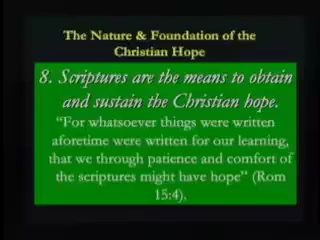 The Nature & Foundation of the
Christian Hope
8. Scriptures are the means to obtain
and sustain the Christian hope.
“For whatsoever things were written
aforetime were written for our learning,
that we through patience and comfort of
the scriptures might have hope” (Rom
15:4).